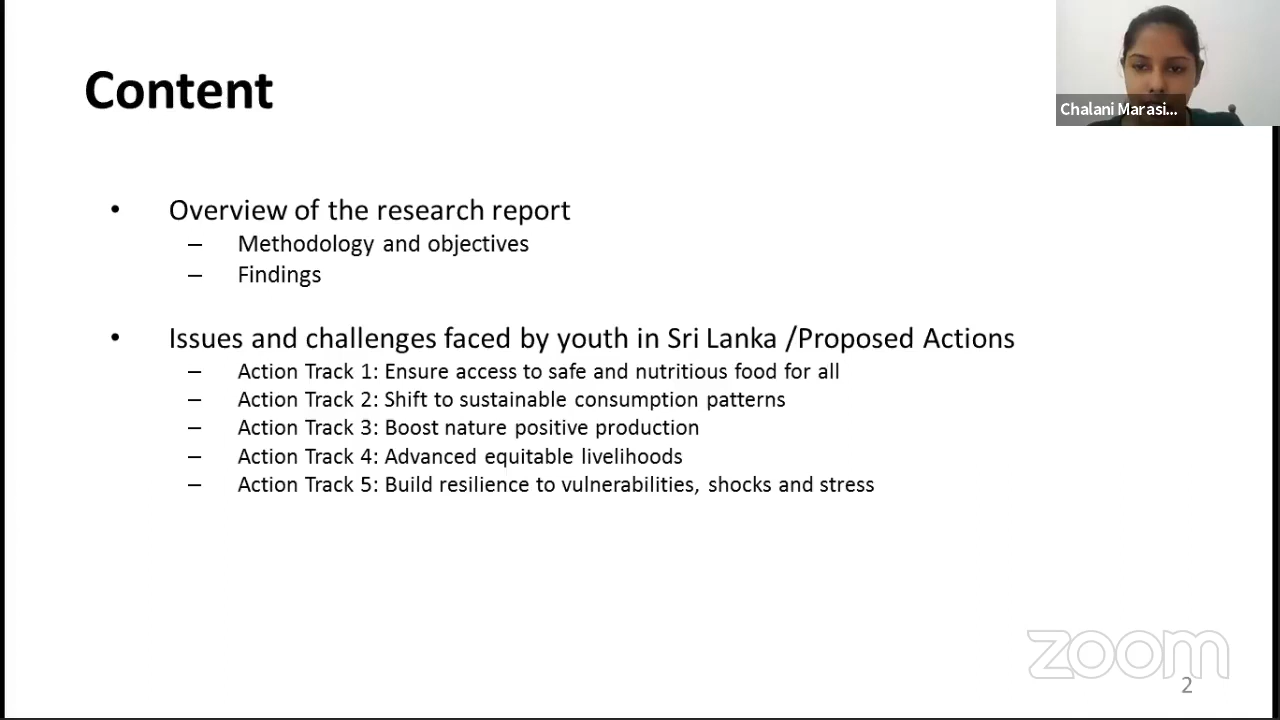 Content
Chalani Marasi...
• Overview of the research report
– Methodology and objectives
– Findings
• Issues and challenges faced by youth in Sri Lanka /Proposed Actions
– Action Track 1: Ensure access to safe and nutritious food for all
– Action Track 2: Shift to sustainable consumption patterns
– Action Track 3: Boost nature positive production
– Action Track 4: Advanced equitable livelihoods
– Action Track 5: Build resilience to vulnerabilities, shocks and stress
zoom
2